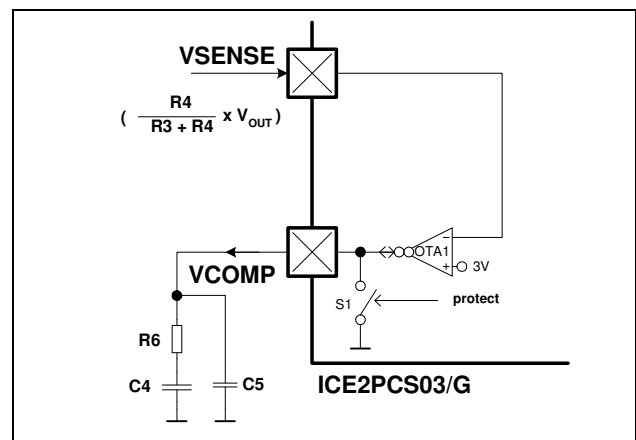 VSENSE
( R4 / R3 + R4 x VOUT )
OTA1
−
+
3V
VCOMP
S1
protect
R6
C4
C5
ICE2PCS03/G